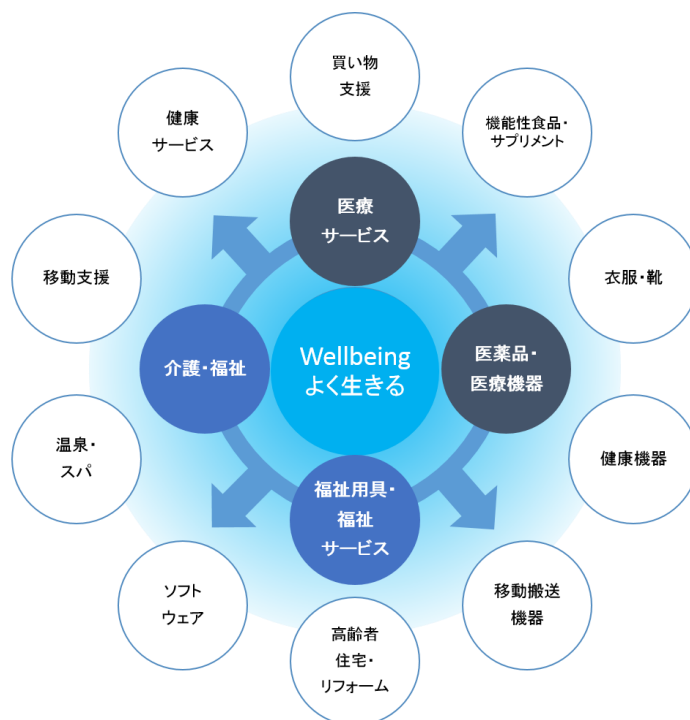 買い物
支援
健康
サービス
機能性食品・
サプリメント
医療
サービス
移動支援
衣服・靴
介護・福祉
Wellbeing
よく生きる
医薬品・
医療機器
温泉・
スパ
健康機器
福祉用具・
福祉
サービス
ソフト
ウェア
移動搬送
機器
高齢者
住宅・
リフォーム